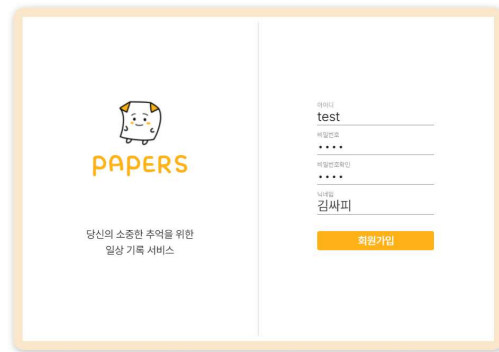 PAPERS
당신의 소중한 추억을 위한
일상 기록 서비스
아이디
test
비밀번호
••••
비밀번호확인
••••
닉네임
김싸피
회원가입